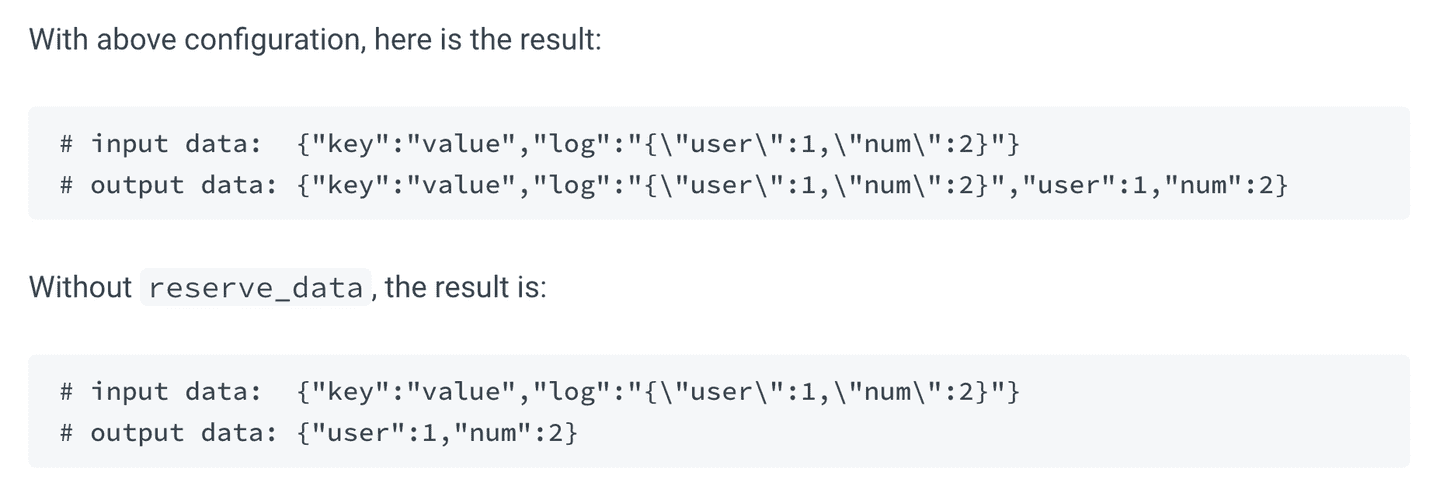 With above configuration, here is the result:
# input data:  {"key":"value","log":"{\"user\":1,\"num\":2}"}
# output data: {"key":"value","log":"{\"user\":1,\"num\":2}","user":1,"num":2}
Without reserve_data, the result is:
# input data:  {"key":"value","log":"{\"user\":1,\"num\":2}"}
# output data: {"user":1,"num":2}